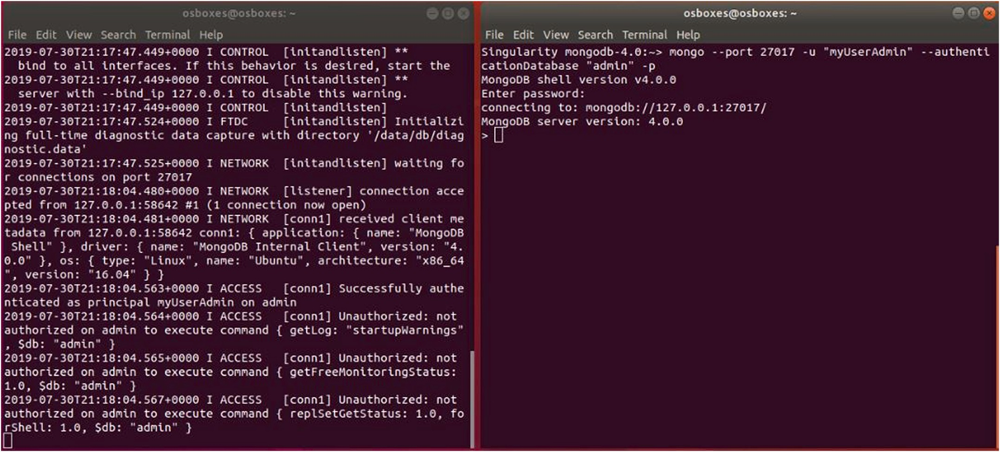 osboxes@osboxes: ~
File Edit View Search Terminal Help
2019-07-30T21:17:47.449+0000 I CONTROL  [initandlisten] **
  bind to all interfaces. If this behavior is desired, start the
2019-07-30T21:17:47.449+0000 I CONTROL  [initandlisten] **
  server with --bind_ip 127.0.0.1 to disable this warning.
2019-07-30T21:17:47.449+0000 I CONTROL  [initandlisten]
2019-07-30T21:17:47.524+0000 I FTDC     [initandlisten] Initializi
ng full-time diagnostic data capture with directory '/data/db/diag
nostic.data'
2019-07-30T21:17:47.525+0000 I NETWORK  [initandlisten] waiting fo
r connections on port 27017
2019-07-30T21:18:04.480+0000 I NETWORK  [listener] connection acce
pted from 127.0.0.1:58642 #1 (1 connection now open)
2019-07-30T21:18:04.481+0000 I NETWORK  [conn1] received client me
tadata from 127.0.0.1:58642 conn1: { application: { name: "MongoDB
 Shell" }, driver: { name: "MongoDB Internal Client", version: "4.
0.0" }, os: { type: "Linux", name: "Ubuntu", architecture: "x86_64
", version: "16.04" } }
2019-07-30T21:18:04.563+0000 I ACCESS   [conn1] Successfully authe
nticated as principal myUserAdmin on admin
2019-07-30T21:18:04.564+0000 I ACCESS   [conn1] Unauthorized: not
authorized on admin to execute command { getLog: "startupWarnings"
, $db: "admin" }
2019-07-30T21:18:04.565+0000 I ACCESS   [conn1] Unauthorized: not
authorized on admin to execute command { getFreeMonitoringStatus:
1.0, $db: "admin" }
2019-07-30T21:18:04.567+0000 I ACCESS   [conn1] Unauthorized: not
authorized on admin to execute command { replSetGetStatus: 1.0, fo
rShell: 1.0, $db: "admin" }
osboxes@osboxes: ~
File Edit View Search Terminal Help
Singularity mongodb-4.0:~> mongo --port 27017 -u "myUserAdmin" --authenti
cationDatabase "admin" -p
MongoDB shell version v4.0.0
Enter password:
connecting to: mongodb://127.0.0.1:27017/
MongoDB server version: 4.0.0
>